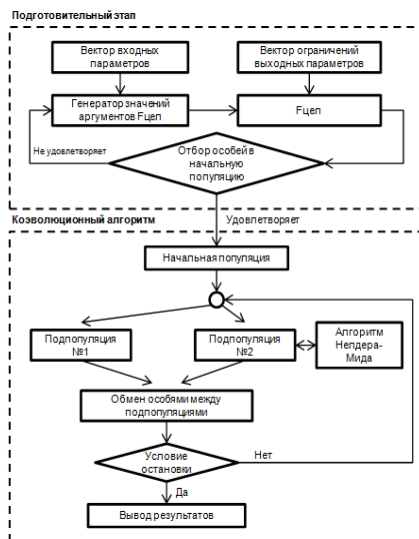 Подготовительный этап
Вектор входных
параметров
Вектор ограничений
выходных параметров
Генератор значений
аргументов Fцел
Fцел
Не удовлетворяет
Отбор особей в
начальную
популяцию
Удовлетворяет
Коэволюционный алгоритм
Начальная популяция
Подпопуляция
№1
Подпопуляция
№2
Алгоритм
Нелдера-
Мида
Обмен особями между
подпопуляциями
Условие
остановки
Нет
Да
Вывод результатов